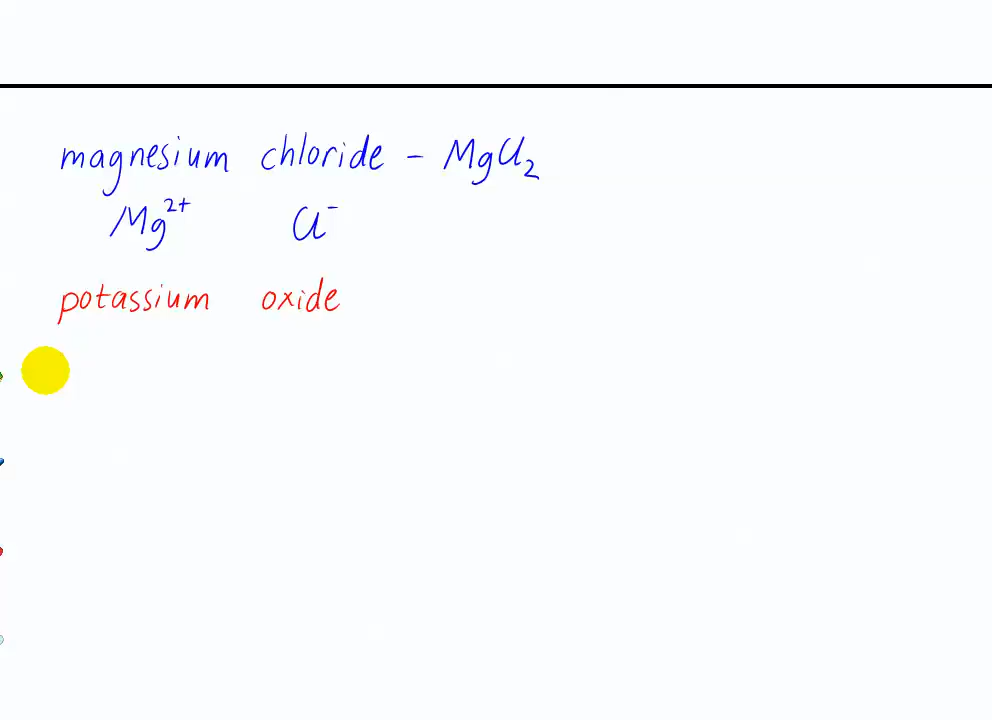 magnesium chloride - MgCl₂
Mg²⁺ Cl⁻
potassium oxide